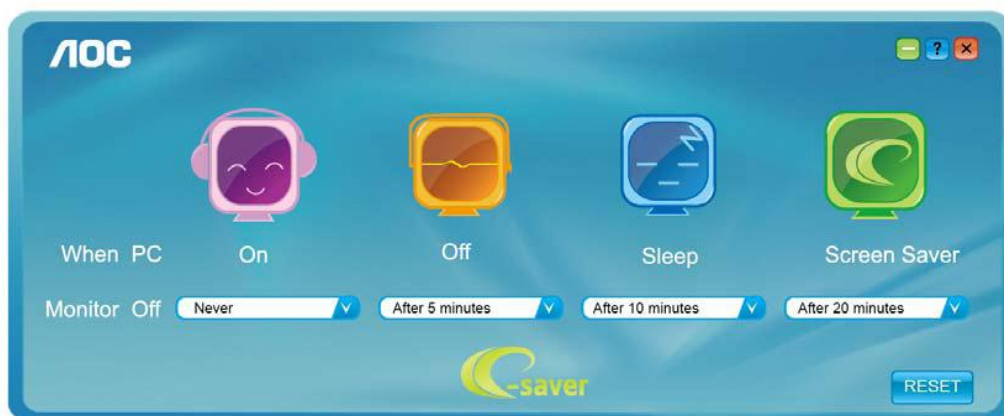 AOC
?
When PC On Off Sleep Screen Saver
Monitor Off Never After 5 minutes After 10 minutes After 20 minutes
e-saver
RESET